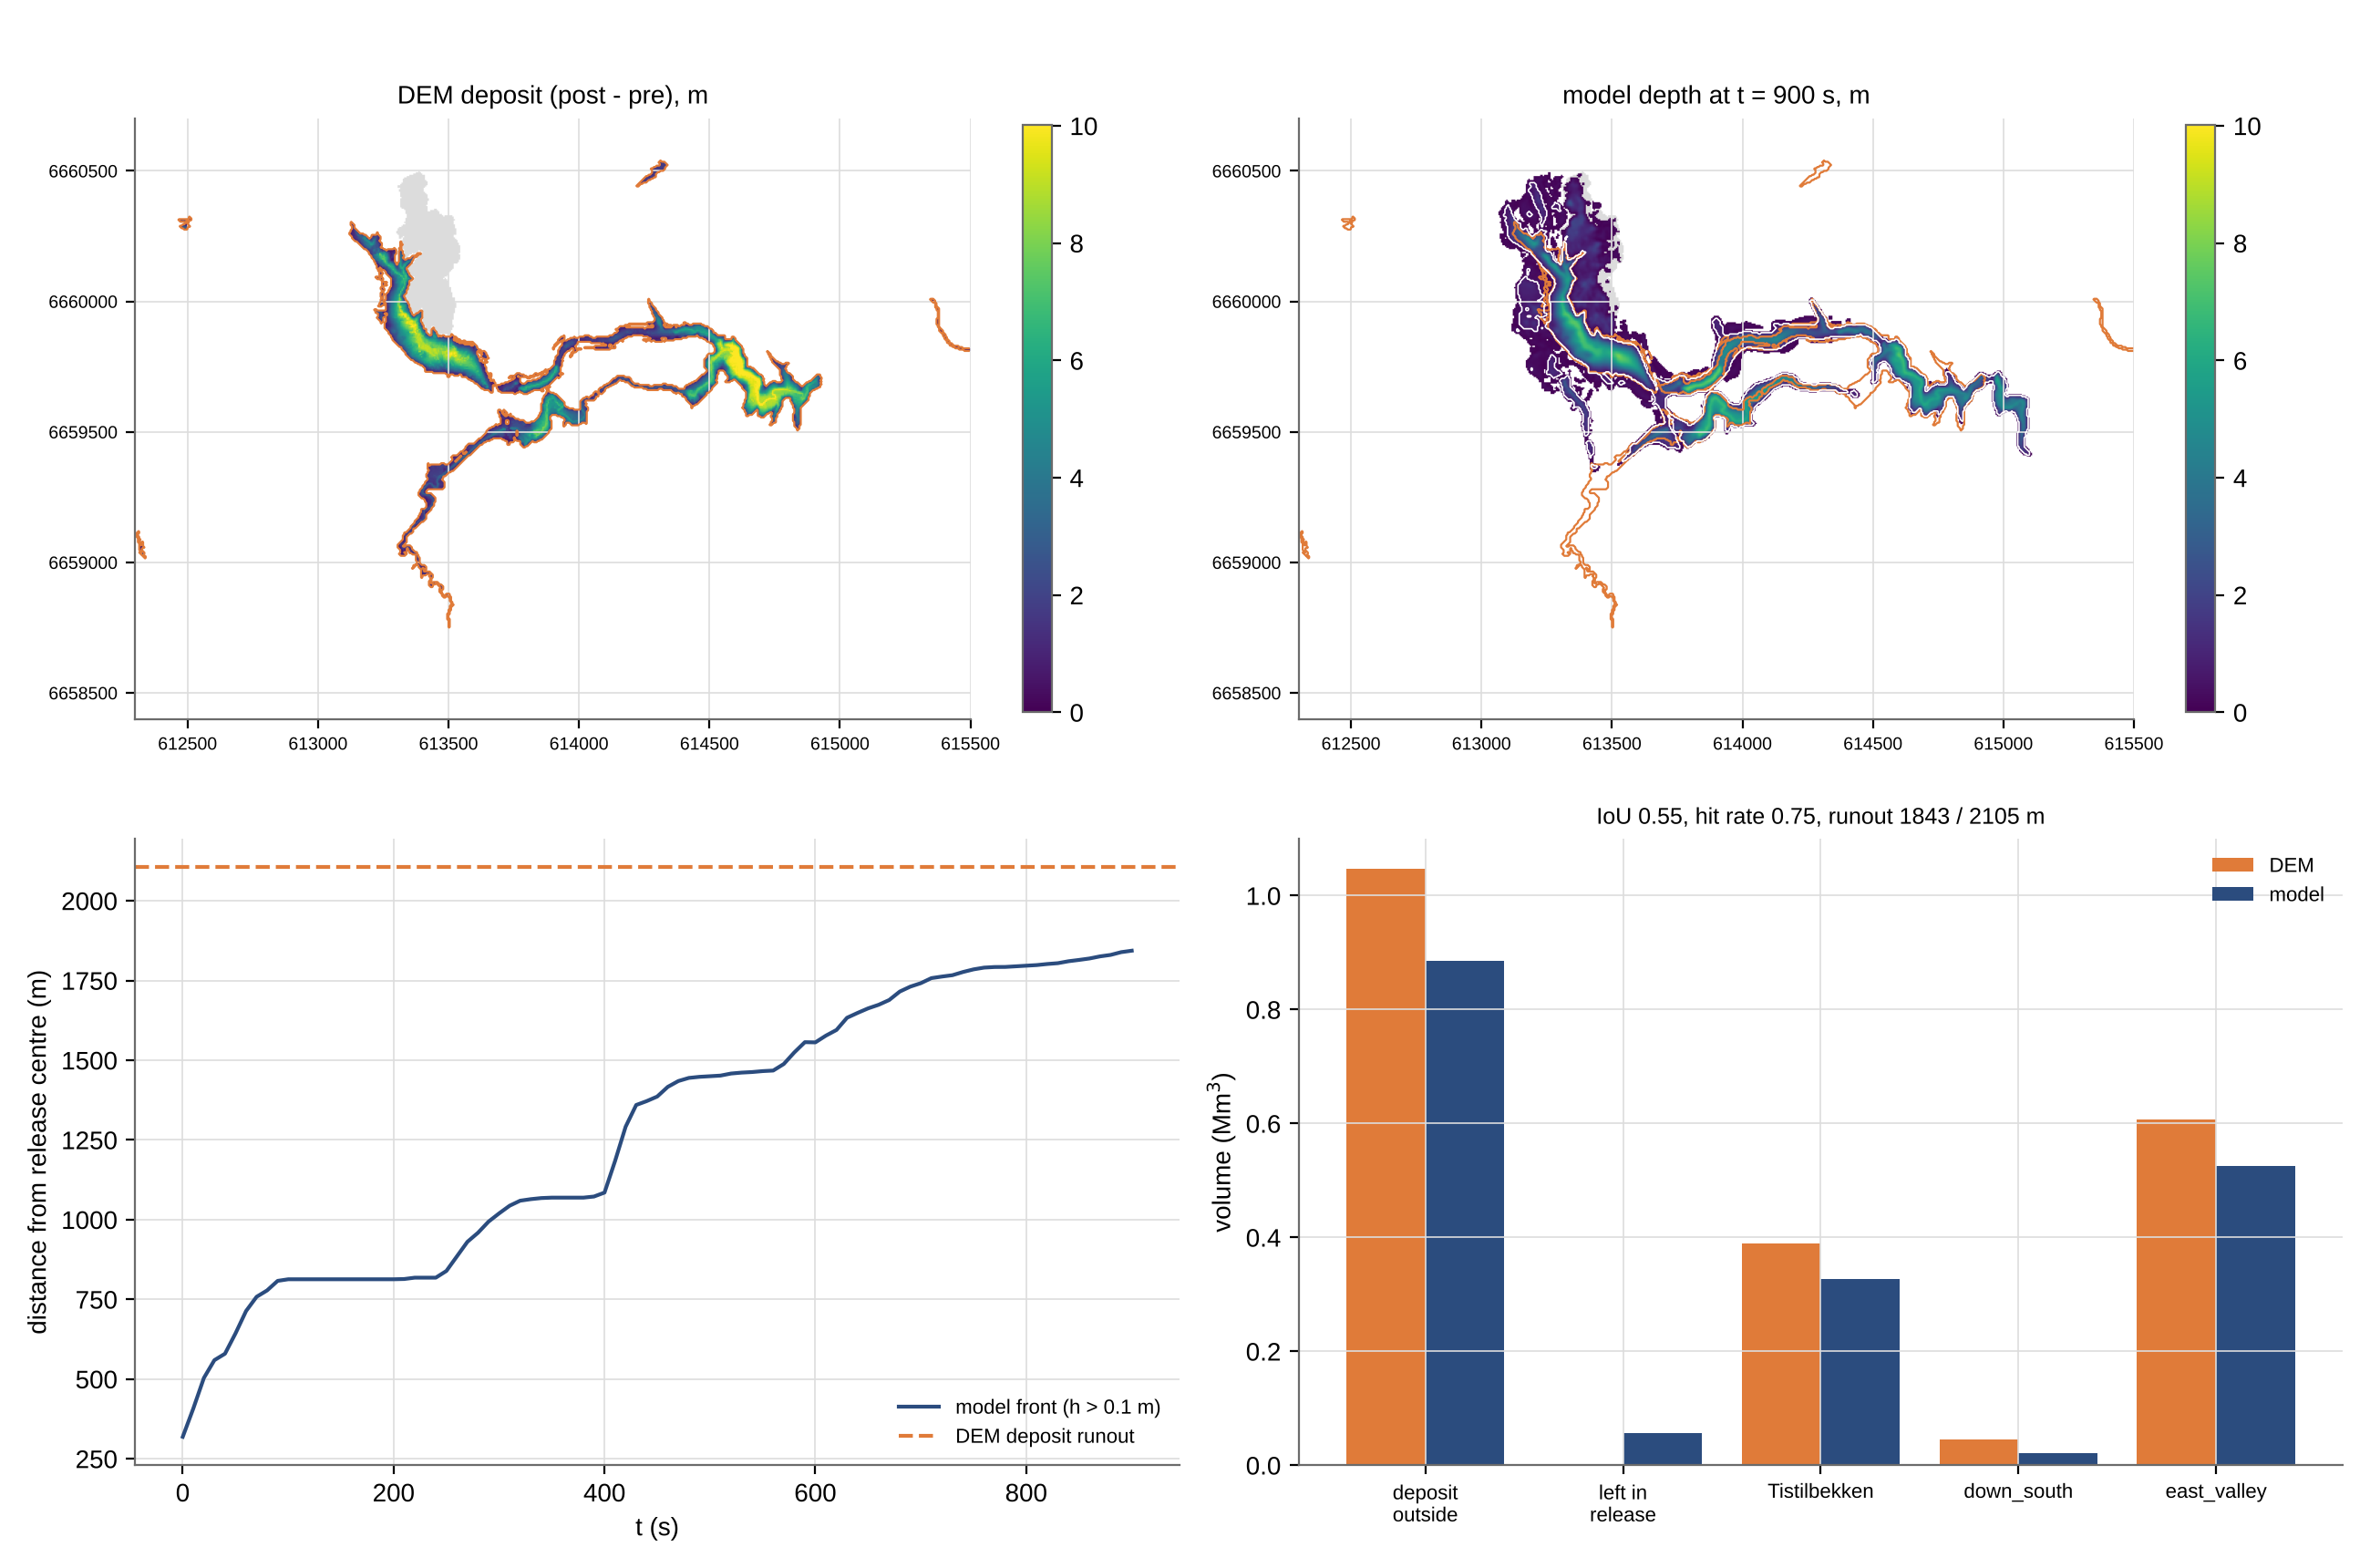 DEM deposit (post - pre), m
6660500
6660000
6659500
6659000
6658500
612500 613000 613500 614000 614500 615000 615500
10
8
6
4
2
0
model depth at t = 900 s, m
6660500
6660000
6659500
6659000
6658500
612500 613000 613500 614000 614500 615000 615500
10
8
6
4
2
0
distance from release centre (m)
2000
1750
1500
1250
1000
750
500
250
model front (h > 0.1 m)
DEM deposit runout
0 200 400 600 800
t (s)
IoU 0.55, hit rate 0.75, runout 1843 / 2105 m
DEM
model
volume (Mm³)
1.0
0.8
0.6
0.4
0.2
0.0
deposit
outside
left in
release
Tistilbekken
down_south
east_valley